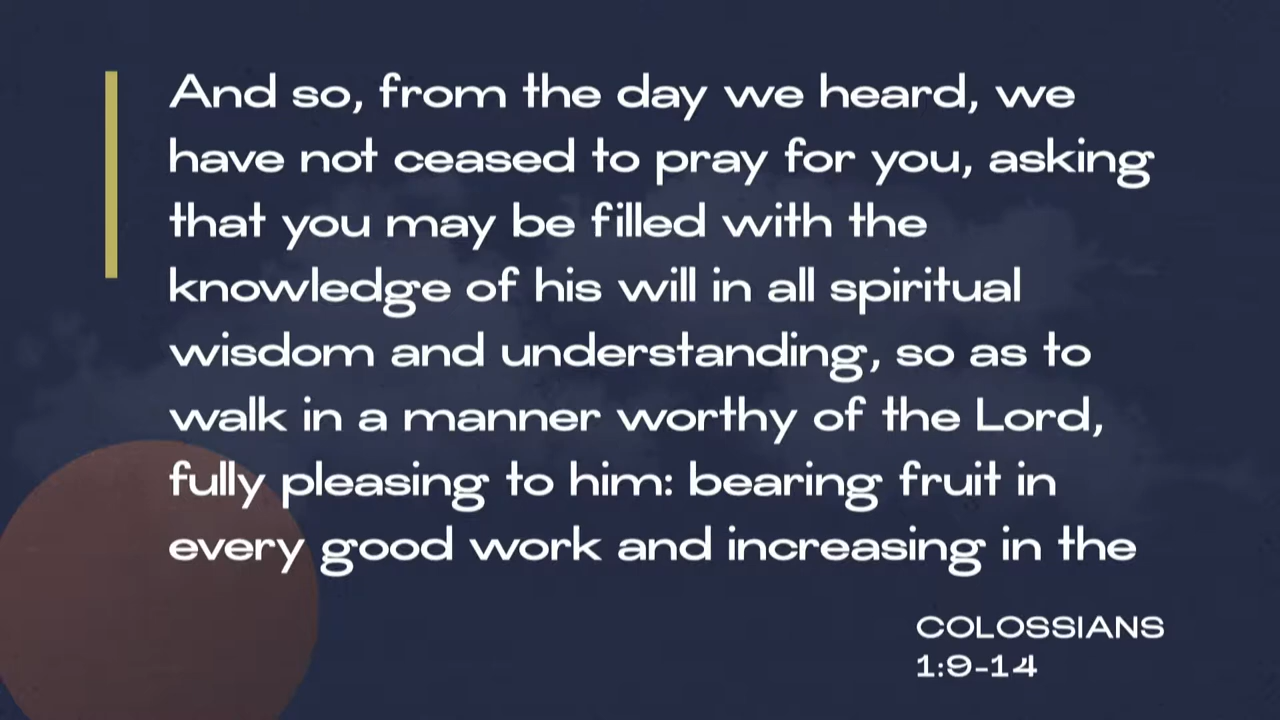 And so, from the day we heard, we
have not ceased to pray for you, asking
that you may be filled with the
knowledge of his will in all spiritual
wisdom and understanding, so as to
walk in a manner worthy of the Lord,
fully pleasing to him: bearing fruit in
every good work and increasing in the
COLOSSIANS
1:9-14